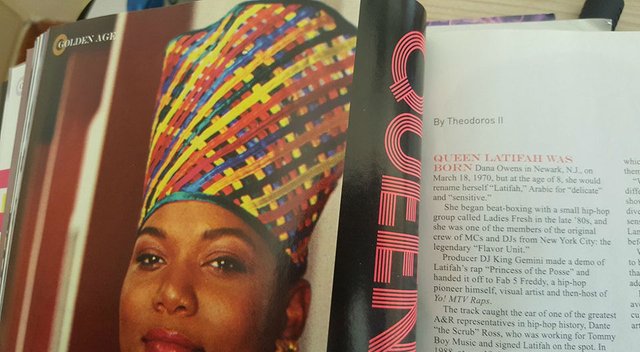 GOLDEN AGE
QUEEN
By Theodoros II
QUEEN LATIFAH WAS
BORN Dana Owens in Newark, N.J., on
March 18, 1970, but at the age of 8, she would
rename herself "Latifah," Arabic for "delicate"
and "sensitive."
She began beat-boxing with a small hip-hop
group called Ladies Fresh in the late '80s, and
she was one of the members of the original
crew of MCs and DJs from New York City: the
legendary "Flavor Unit."
Producer DJ King Gemini made a demo of
Latifah's rap "Princess of the Posse" and
handed it off to Fab 5 Freddy, a hip-hop
pioneer himself, visual artist and then-host of
Yo! MTV Raps.
The track caught the ear of one of the greatest
A&R representatives in hip-hop history, Dante
"the Scrub" Ross, who was working for Tommy
Boy Music and signed Latifah on the spot. In